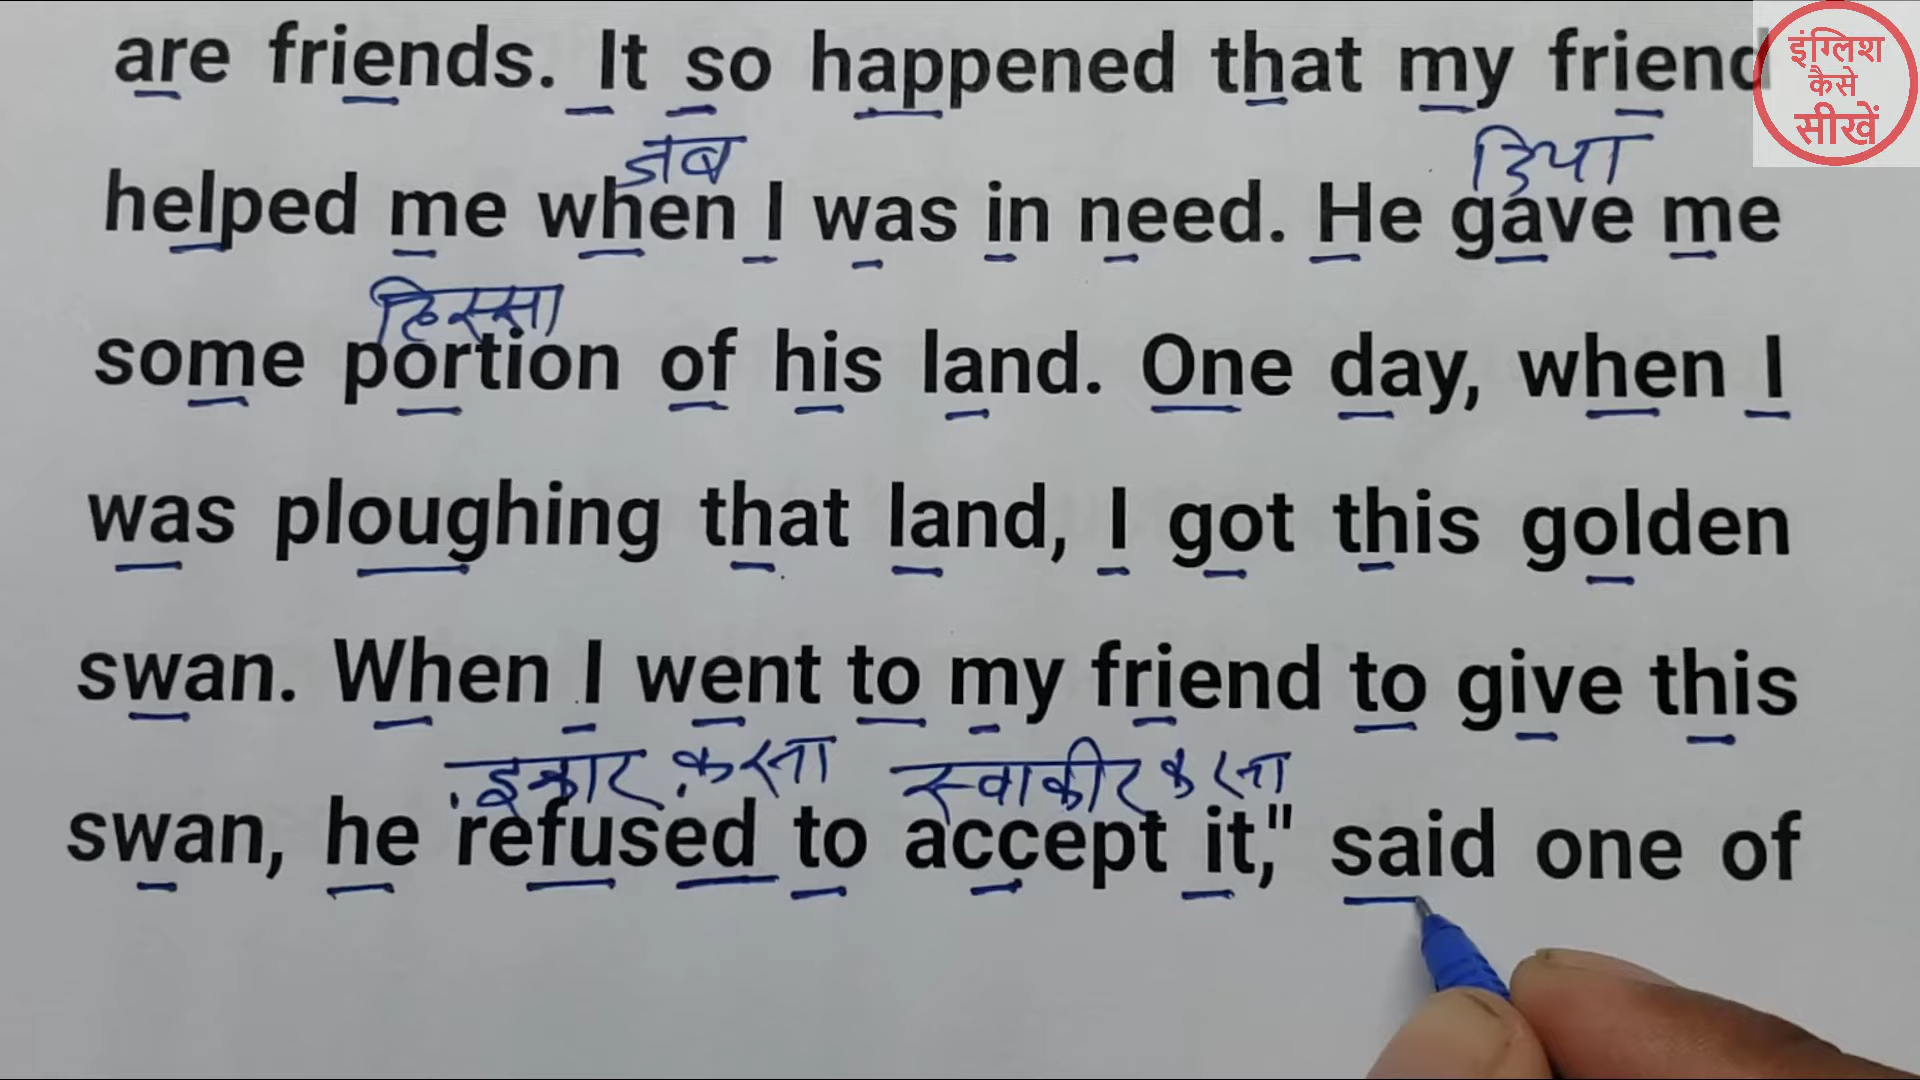 are friends. It so happened that my friend
इंग्लिश
कैसे
सीखें
जब दिया
helped me when I was in need. He gave me
हिस्सा
some portion of his land. One day, when I
was ploughing that land, I got this golden
swan. When I went to my friend to give this
इन्कार करना स्वाकीर करना
swan, he refused to accept it," said one of